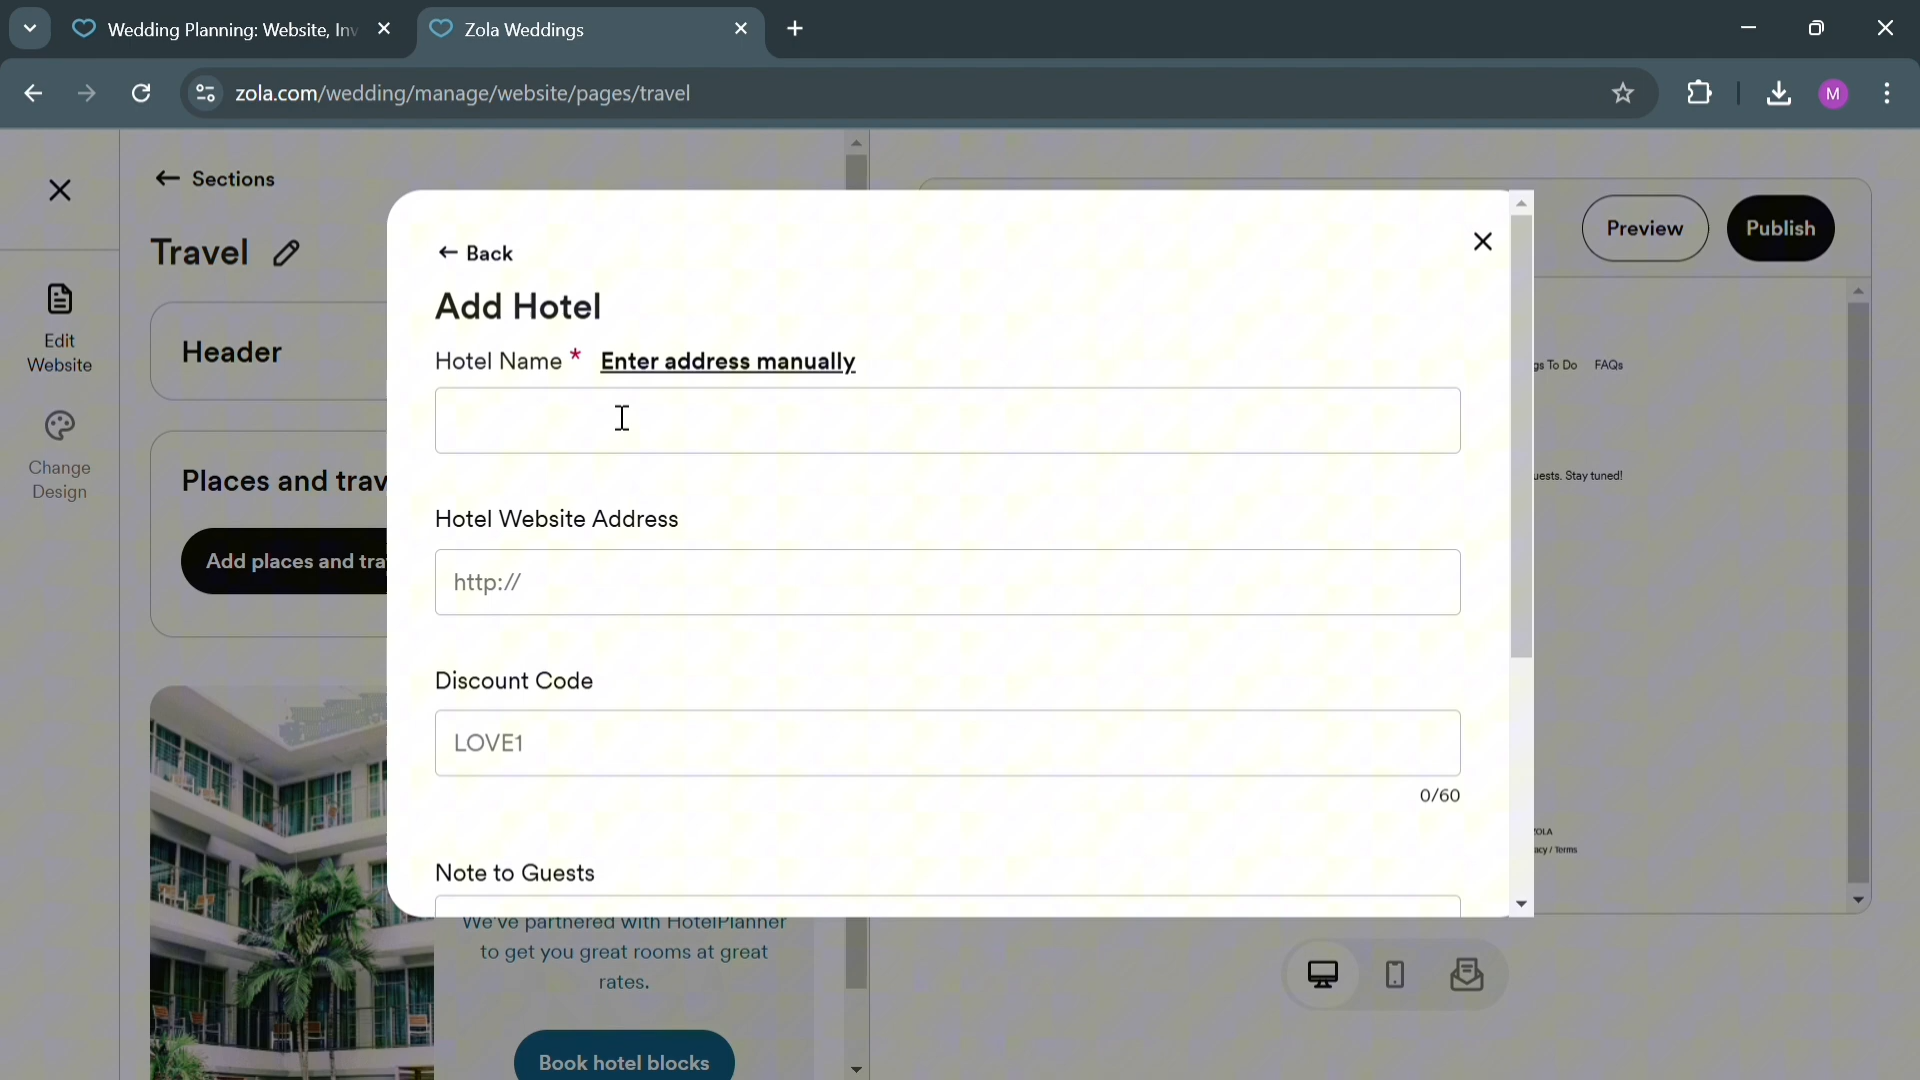 Wedding Planning: Website, Inv
Zola Weddings
zola.com/wedding/manage/website/pages/travel
M
Sections
Travel
Edit
Website
Change
Design
Header
Places and trav
Add places and tra
Back
Add Hotel
Hotel Name * Enter address manually
Hotel Website Address
http://
Discount Code
LOVE1
0/60
Note to Guests
We've partnered with HotelPlanner
to get you great rooms at great
rates.
Book hotel blocks
Preview
Publish
gs To Do FAQs
uests. Stay tuned!
ZOLA
acy / Terms